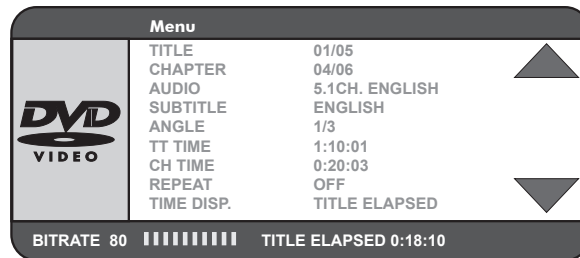 Menu
TITLE 01/05
CHAPTER 04/06
AUDIO 5.1CH. ENGLISH
SUBTITLE ENGLISH
ANGLE 1/3
TT TIME 1:10:01
CH TIME 0:20:03
REPEAT OFF
TIME DISP. TITLE ELAPSED
DVD
VIDEO
BITRATE 80 TITLE ELAPSED 0:18:10